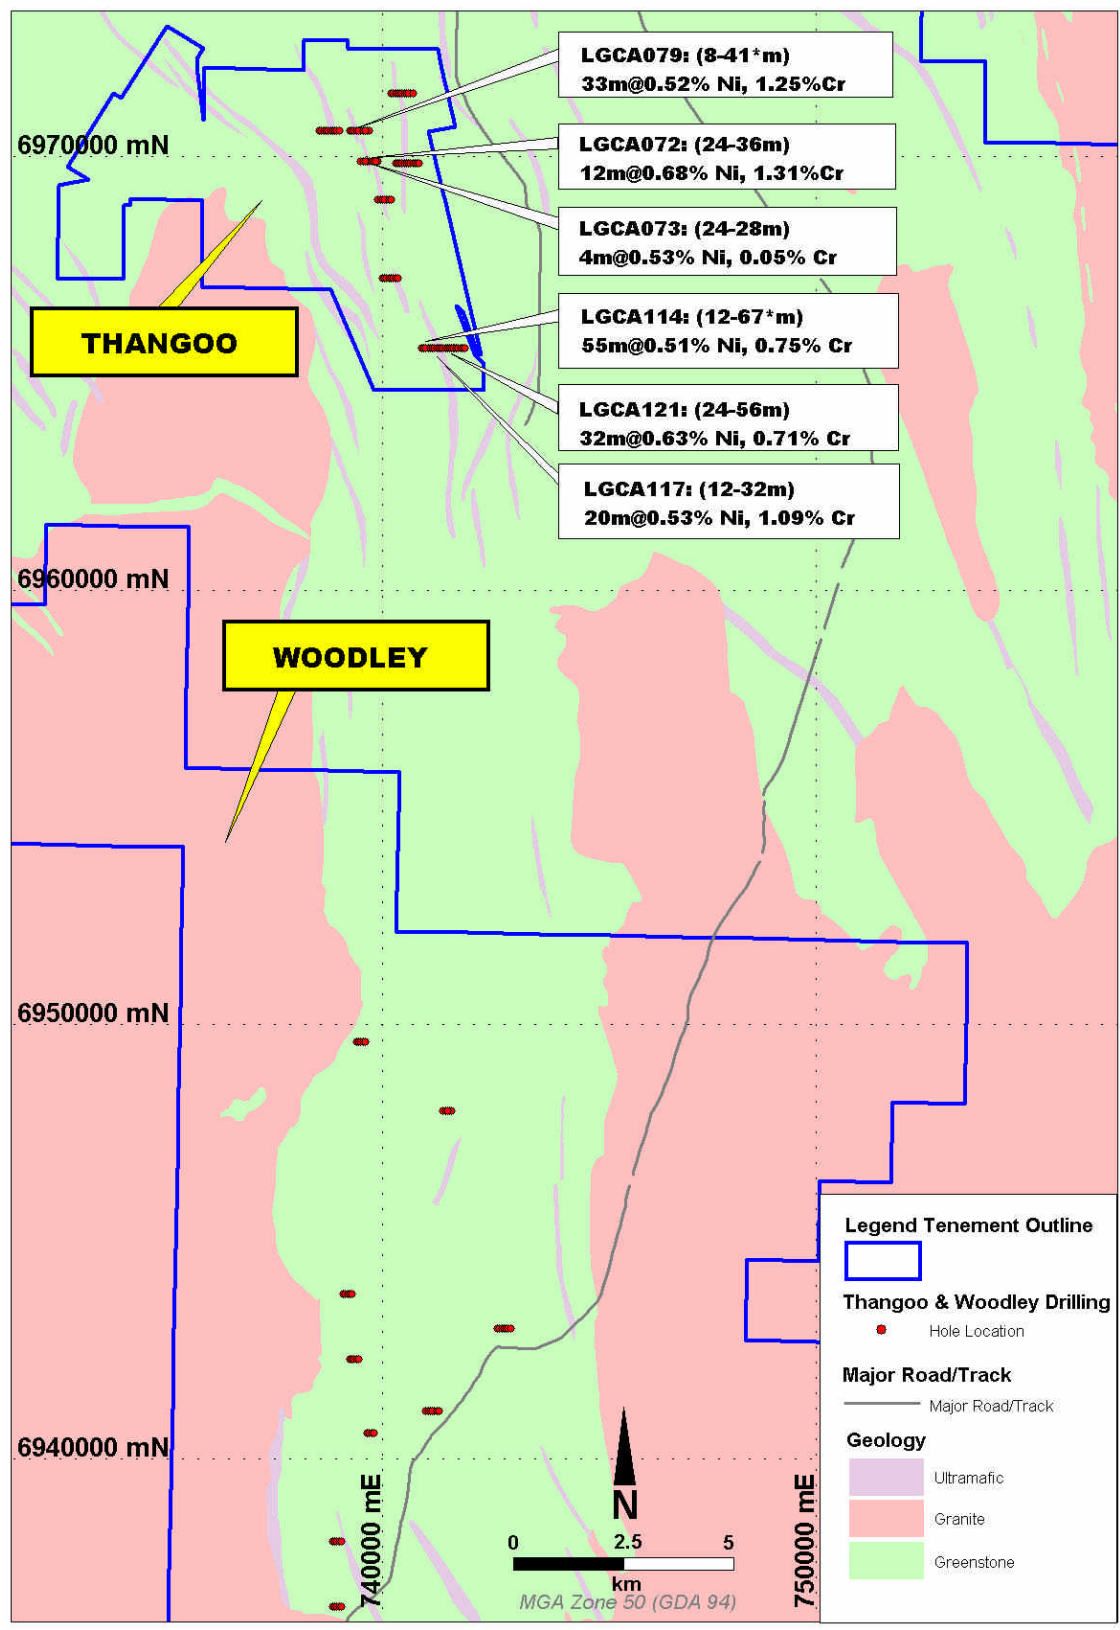 LGCA079: (8-41*m)
33m@0.52% Ni, 1.25%Cr
6970000 mN
LGCA072: (24-36m)
12m@0.68% Ni, 1.31%Cr
LGCA073: (24-28m)
4m@0.53% Ni, 0.05% Cr
THANGOO
LGCA114: (12-67*m)
55m@0.51% Ni, 0.75% Cr
LGCA121: (24-56m)
32m@0.63% Ni, 0.71% Cr
LGCA117: (12-32m)
20m@0.53% Ni, 1.09% Cr
6960000 mN
WOODLEY
6950000 mN
6940000 mN
740000 mE
750000 mE
N
0 2.5 5
km
MGA Zone 50 (GDA 94)
Legend Tenement Outline
Thangoo & Woodley Drilling
Hole Location
Major Road/Track
Major Road/Track
Geology
Ultramafic
Granite
Greenstone